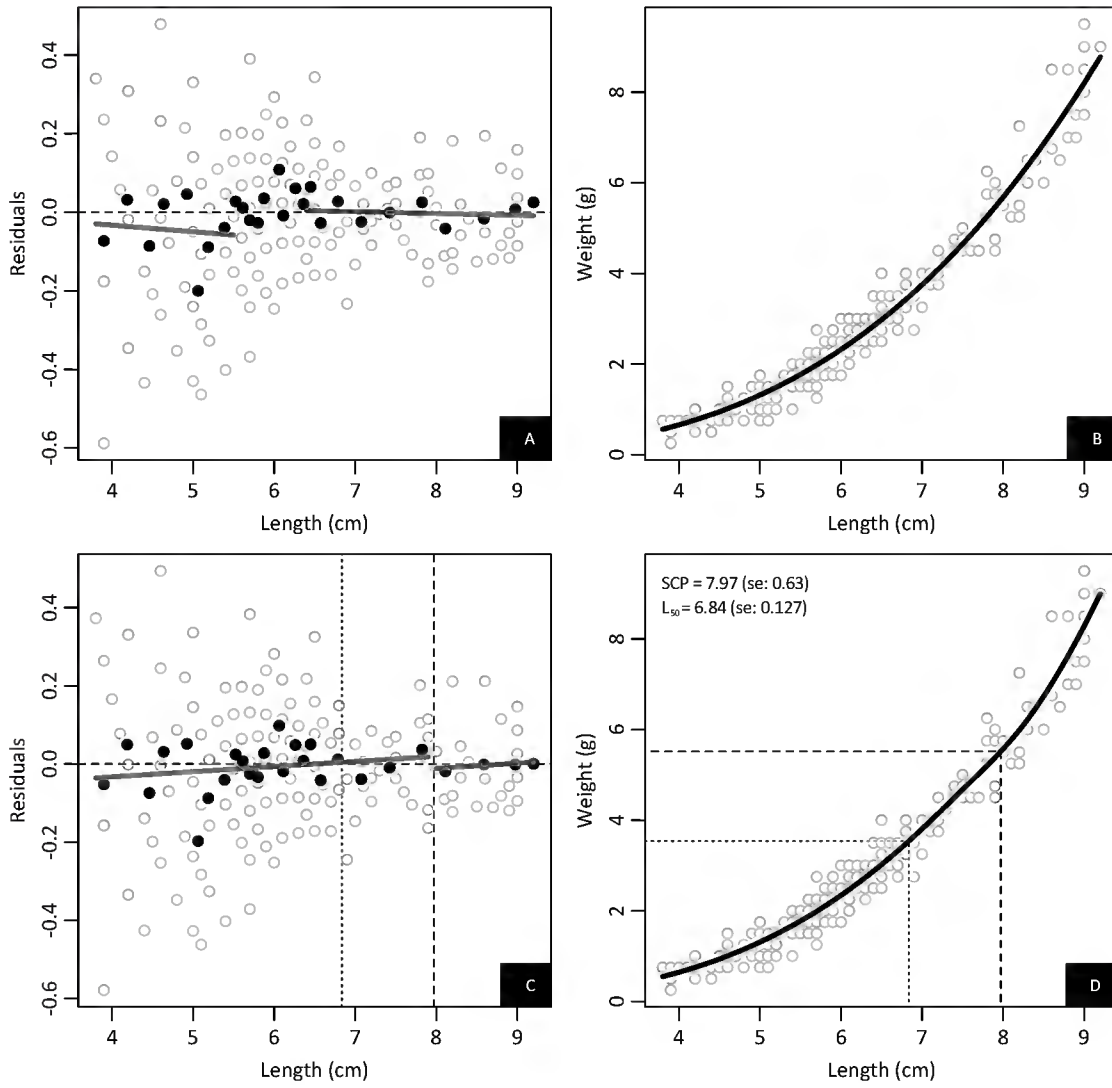 0.4
0.2
0.0
-0.2
-0.4
-0.6
Residuals
A
4 5 6 7 8 9
Length (cm)
8
6
4
2
0
Weight (g)
B
4 5 6 7 8 9
Length (cm)
0.4
0.2
0.0
-0.2
-0.4
-0.6
Residuals
C
4 5 6 7 8 9
Length (cm)
SCP = 7.97 (se: 0.63)
L₅₀ = 6.84 (se: 0.127)
8
6
4
2
0
Weight (g)
D
4 5 6 7 8 9
Length (cm)